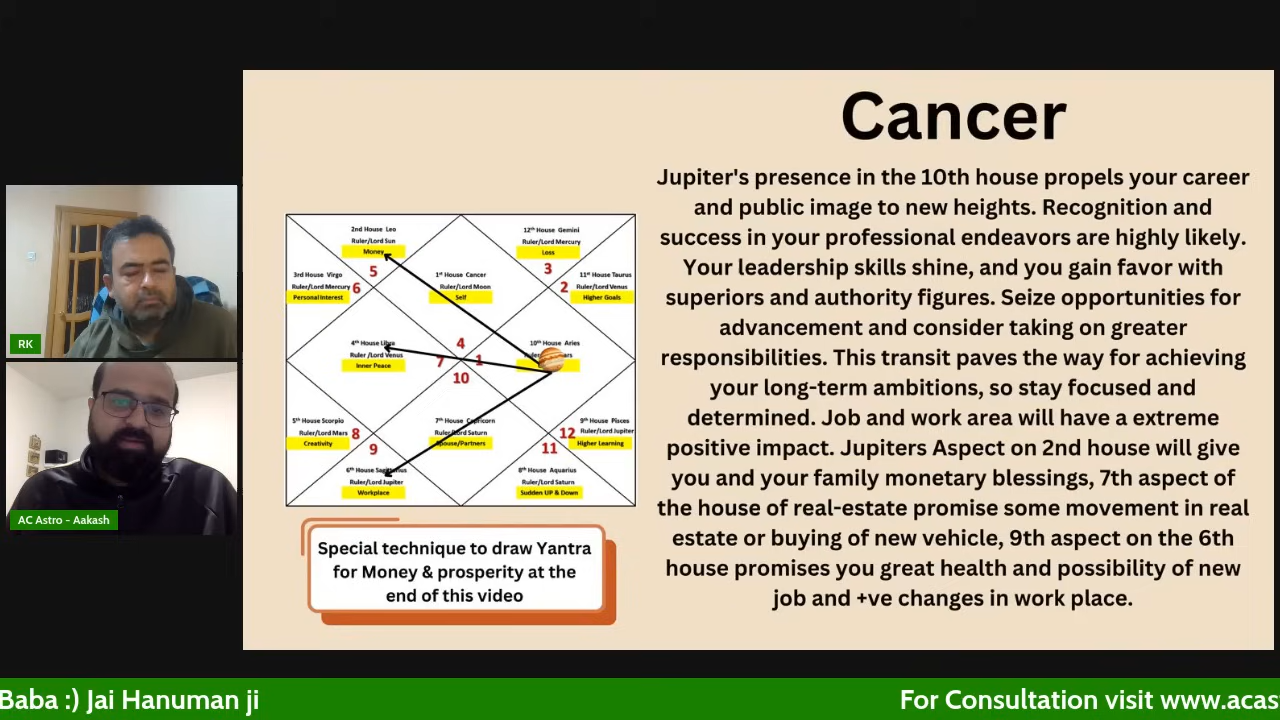 Cancer
Jupiter's presence in the 10th house propels your career
and public image to new heights. Recognition and
success in your professional endeavors are highly likely.
Your leadership skills shine, and you gain favor with
superiors and authority figures. Seize opportunities for
advancement and consider taking on greater
responsibilities. This transit paves the way for achieving
your long-term ambitions, so stay focused and
determined. Job and work area will have a extreme
positive impact. Jupiters Aspect on 2nd house will give
you and your family monetary blessings, 7th aspect of
the house of real-estate promise some movement in real
estate or buying of new vehicle, 9th aspect on the 6th
house promises you great health and possibility of new
job and +ve changes in work place.
2nd House Leo
Ruler/Lord Sun
Money
5
12th House Gemini
Ruler/Lord Mercury
Loss
3
3rd House Virgo
Ruler/Lord Mercury
Personal Interest
6
1st House Cancer
Ruler/Lord Moon
Self
11st House Taurus
Ruler/Lord Venus
Higher Goals
2
4th House Libra
Ruler /Lord Venus
Inner Peace
4
7
1
10
10th House Aries
5th House Scorpio
Ruler/Lord Mars
Creativity
8
7th House Capricorn
Ruler/Lord Saturn
Spouse/Partners
9th House Pisces
Ruler/Lord Jupiter
Higher Learning
12
9
6th House Sagittarius
Ruler/Lord Jupiter
Workplace
11
8th House Aquarius
Ruler/Lord Saturn
Sudden UP & Down
Special technique to draw Yantra
for Money & prosperity at the
end of this video
RK
AC Astro - Aakash
Baba :) Jai Hanuman ji
For Consultation visit www.acas